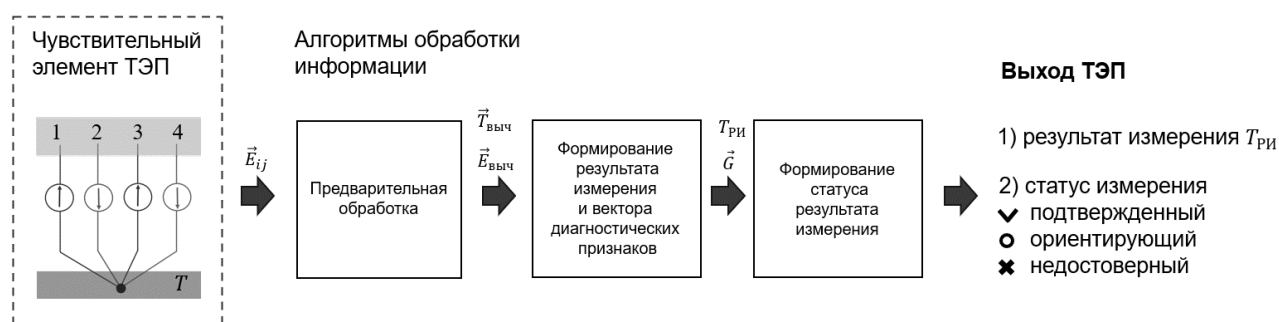 Чувствительный
элемент ТЭП
1 2 3 4
T
Алгоритмы обработки
информации
E⃗ij
Предварительная
обработка
T⃗выч
E⃗выч
Формирование
результата
измерения
и вектора
диагностических
признаков
TРИ
G⃗
Формирование
статуса
результата
измерения
Выход ТЭП
1) результат измерения TРИ
2) статус измерения
подтвержденный
ориентирующий
недостоверный